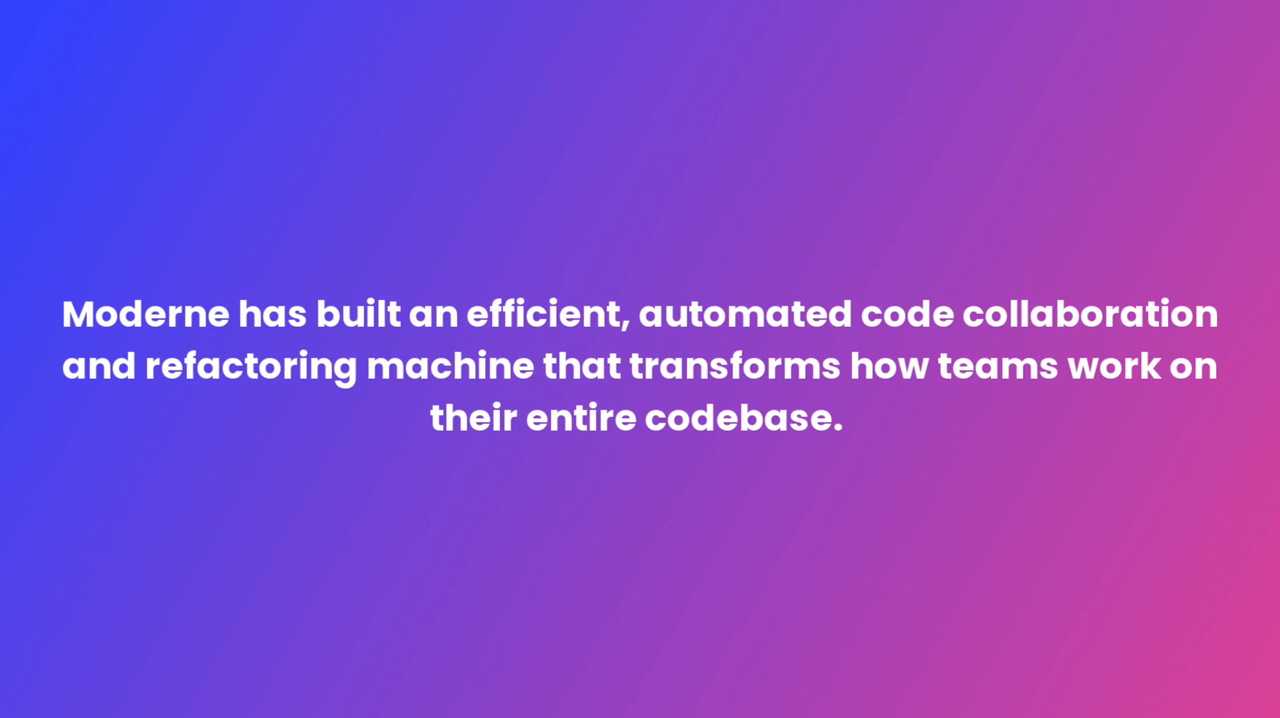 Moderne has built an efficient, automated code collaboration
and refactoring machine that transforms how teams work on
their entire codebase.